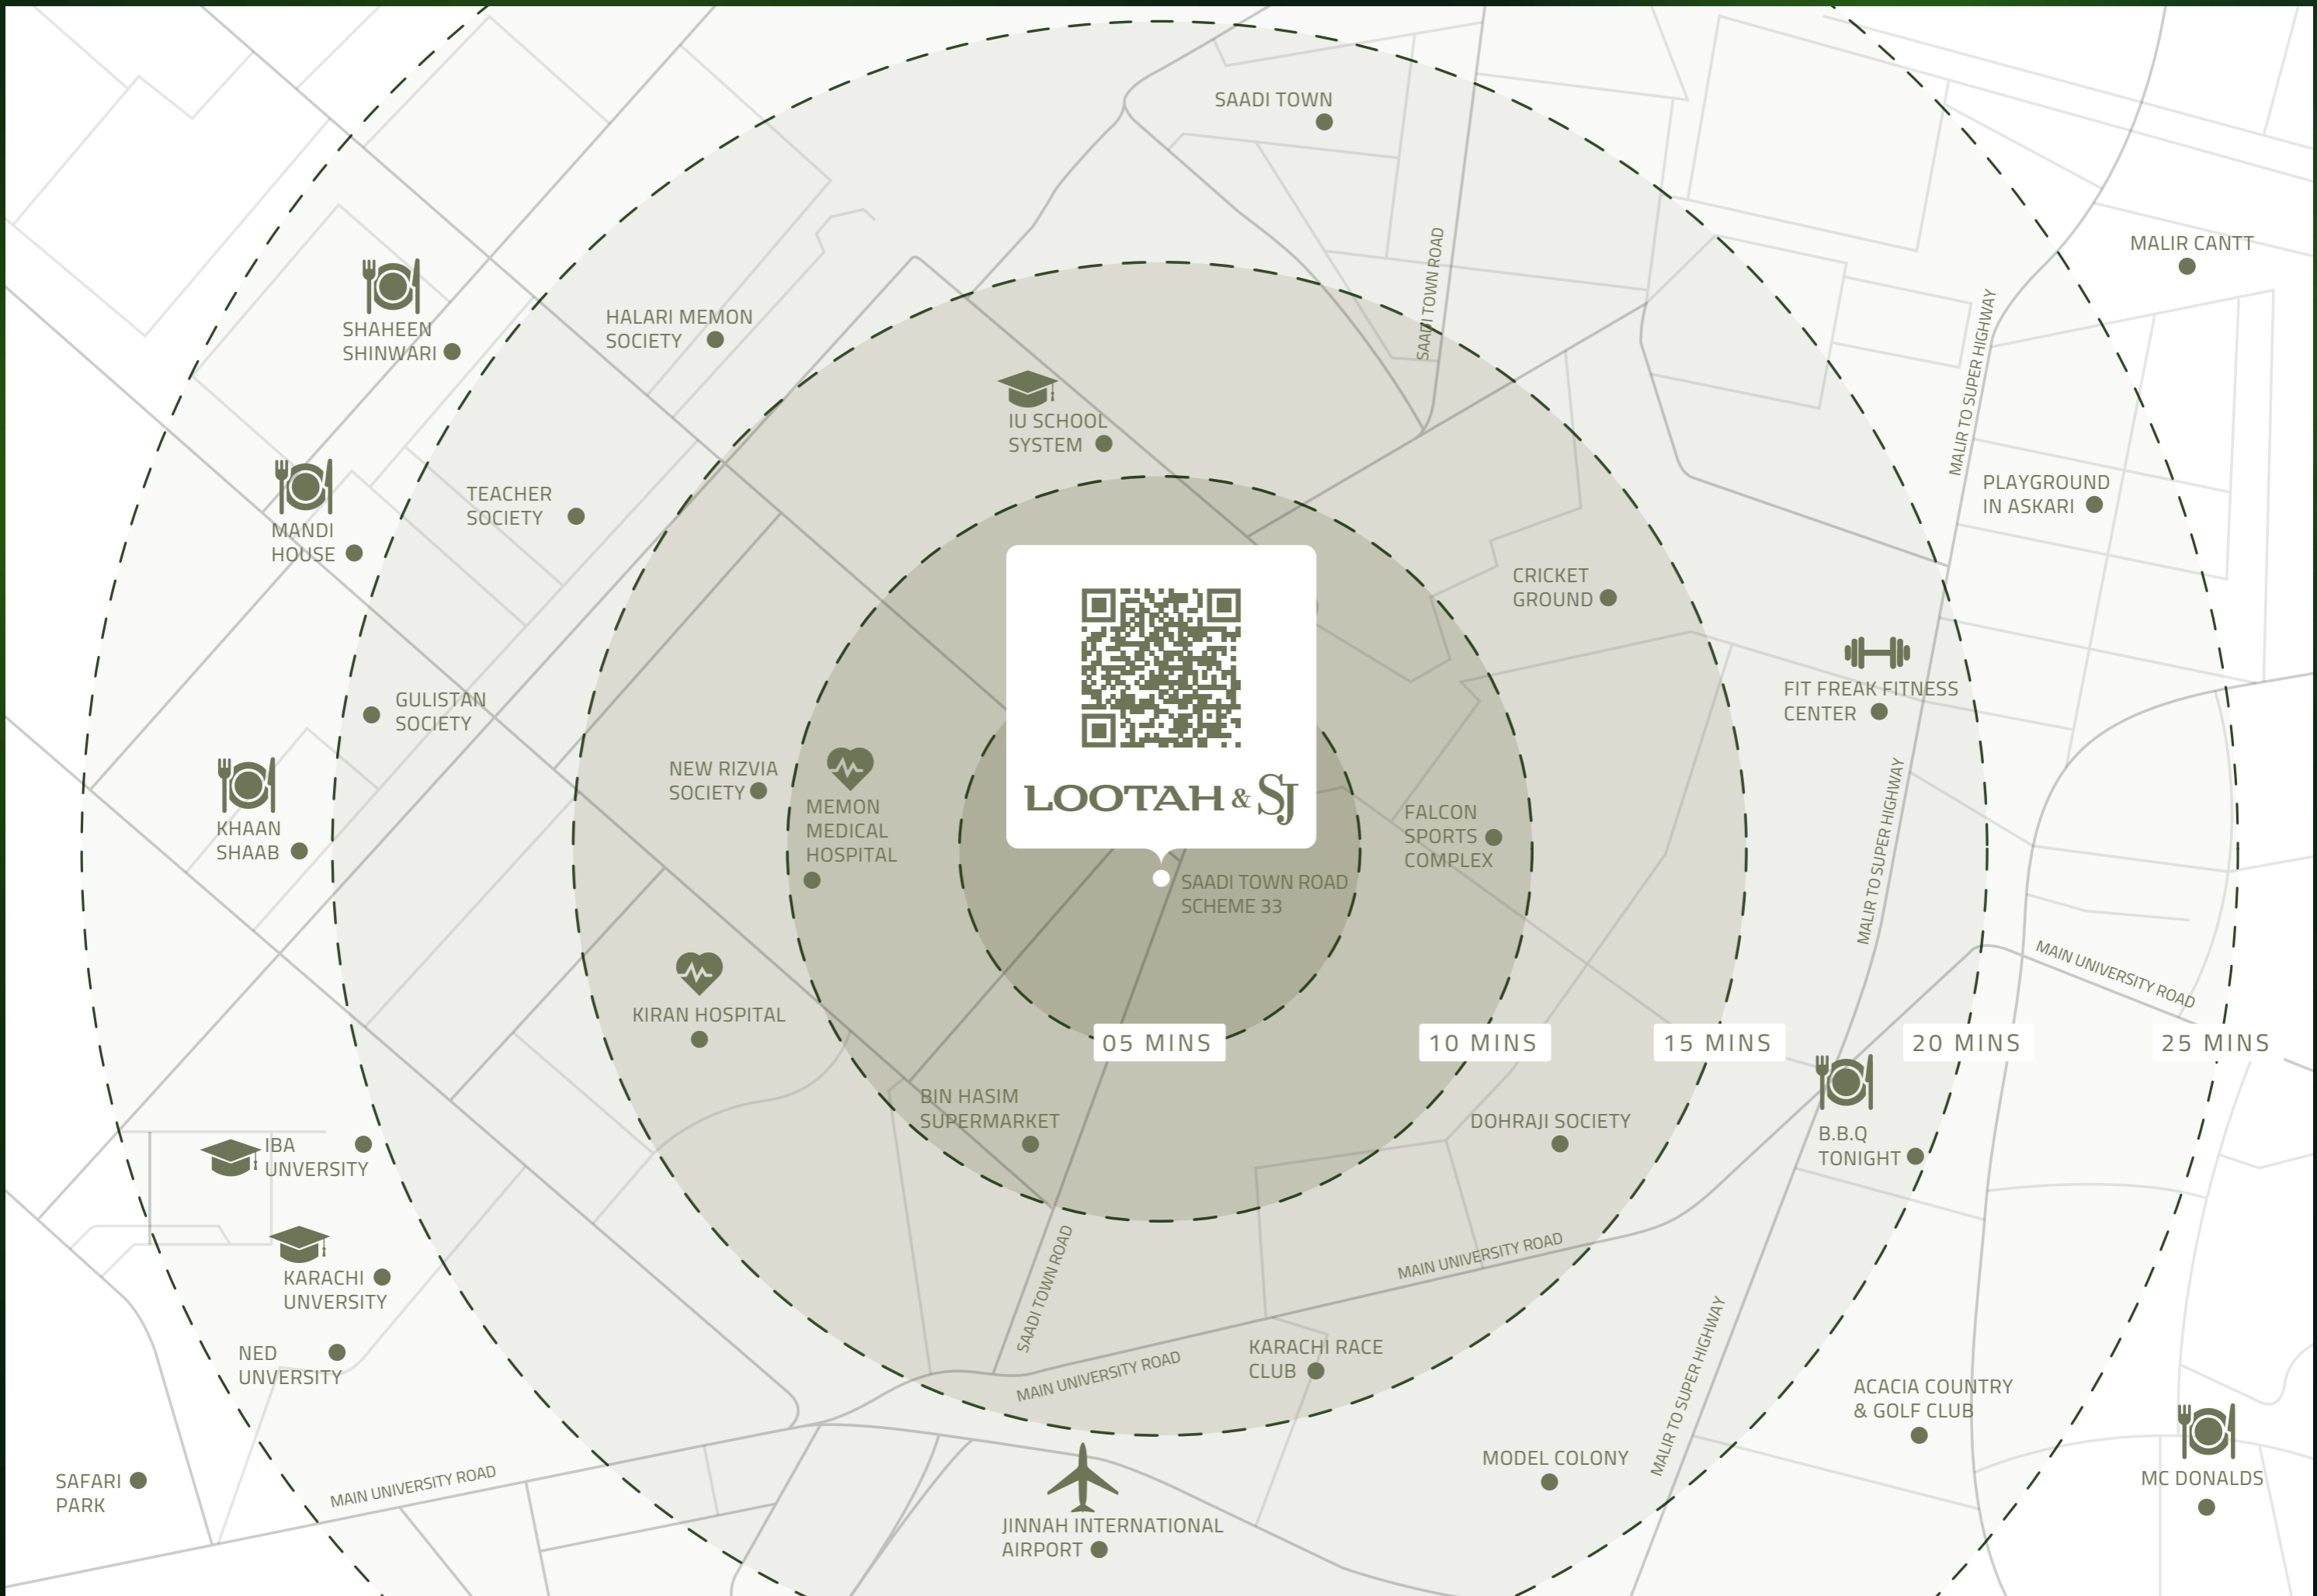 SAADI TOWN
SAADI TOWN ROAD
MALIR CANTT
SHAHEEN
SHINWARI
HALARI MEMON
SOCIETY
MALIR TO SUPER HIGHWAY
IU SCHOOL
SYSTEM
TEACHER
SOCIETY
PLAYGROUND
IN ASKARI
MANDI
HOUSE
CRICKET
GROUND
GULISTAN
SOCIETY
FIT FREAK FITNESS
CENTER
NEW RIZVIA
SOCIETY
MEMON
MEDICAL
HOSPITAL
LOOTAH & SJ
FALCON
SPORTS
COMPLEX
MALIR TO SUPER HIGHWAY
KHAAN
SHAAB
SAADI TOWN ROAD
SCHEME 33
MAIN UNIVERSITY ROAD
KIRAN HOSPITAL
05 MINS
10 MINS
15 MINS
20 MINS
25 MINS
BIN HASIM
SUPERMARKET
DOHRAJI SOCIETY
B.B.Q
TONIGHT
IBA
UNVERSITY
KARACHI
UNVERSITY
SAADI TOWN ROAD
MAIN UNIVERSITY ROAD
NED
UNVERSITY
MAIN UNIVERSITY ROAD
KARACHI RACE
CLUB
MALIR TO SUPER HIGHWAY
ACACIA COUNTRY
& GOLF CLUB
SAFARI
PARK
MAIN UNIVERSITY ROAD
MODEL COLONY
MC DONALDS
JINNAH INTERNATIONAL
AIRPORT